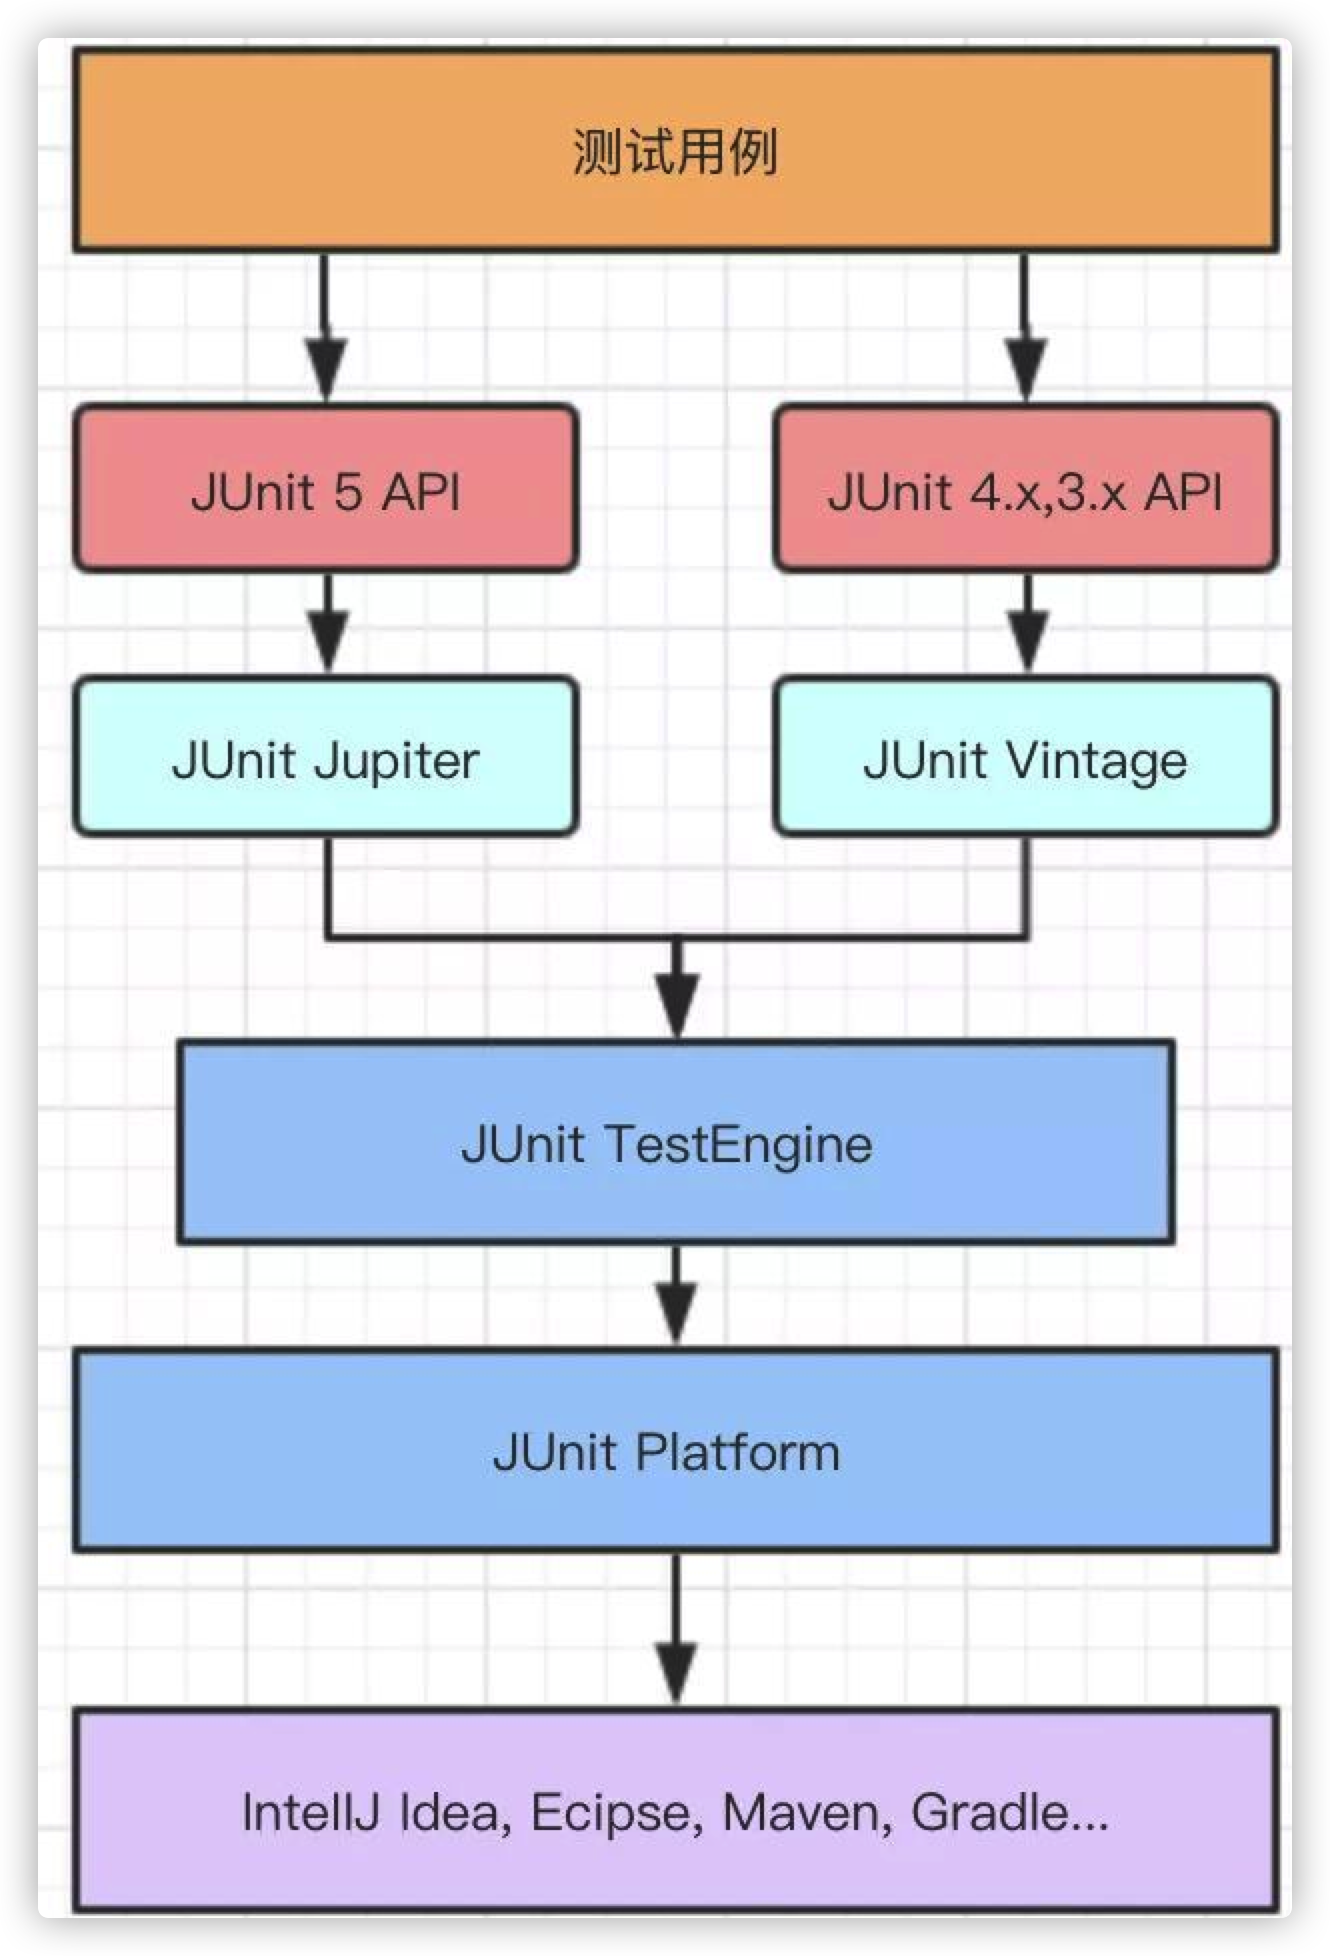 测试用例
JUnit 5 API
JUnit 4.x,3.x API
JUnit Jupiter
JUnit Vintage
JUnit TestEngine
JUnit Platform
IntellJ Idea, Ecipse, Maven, Gradle...